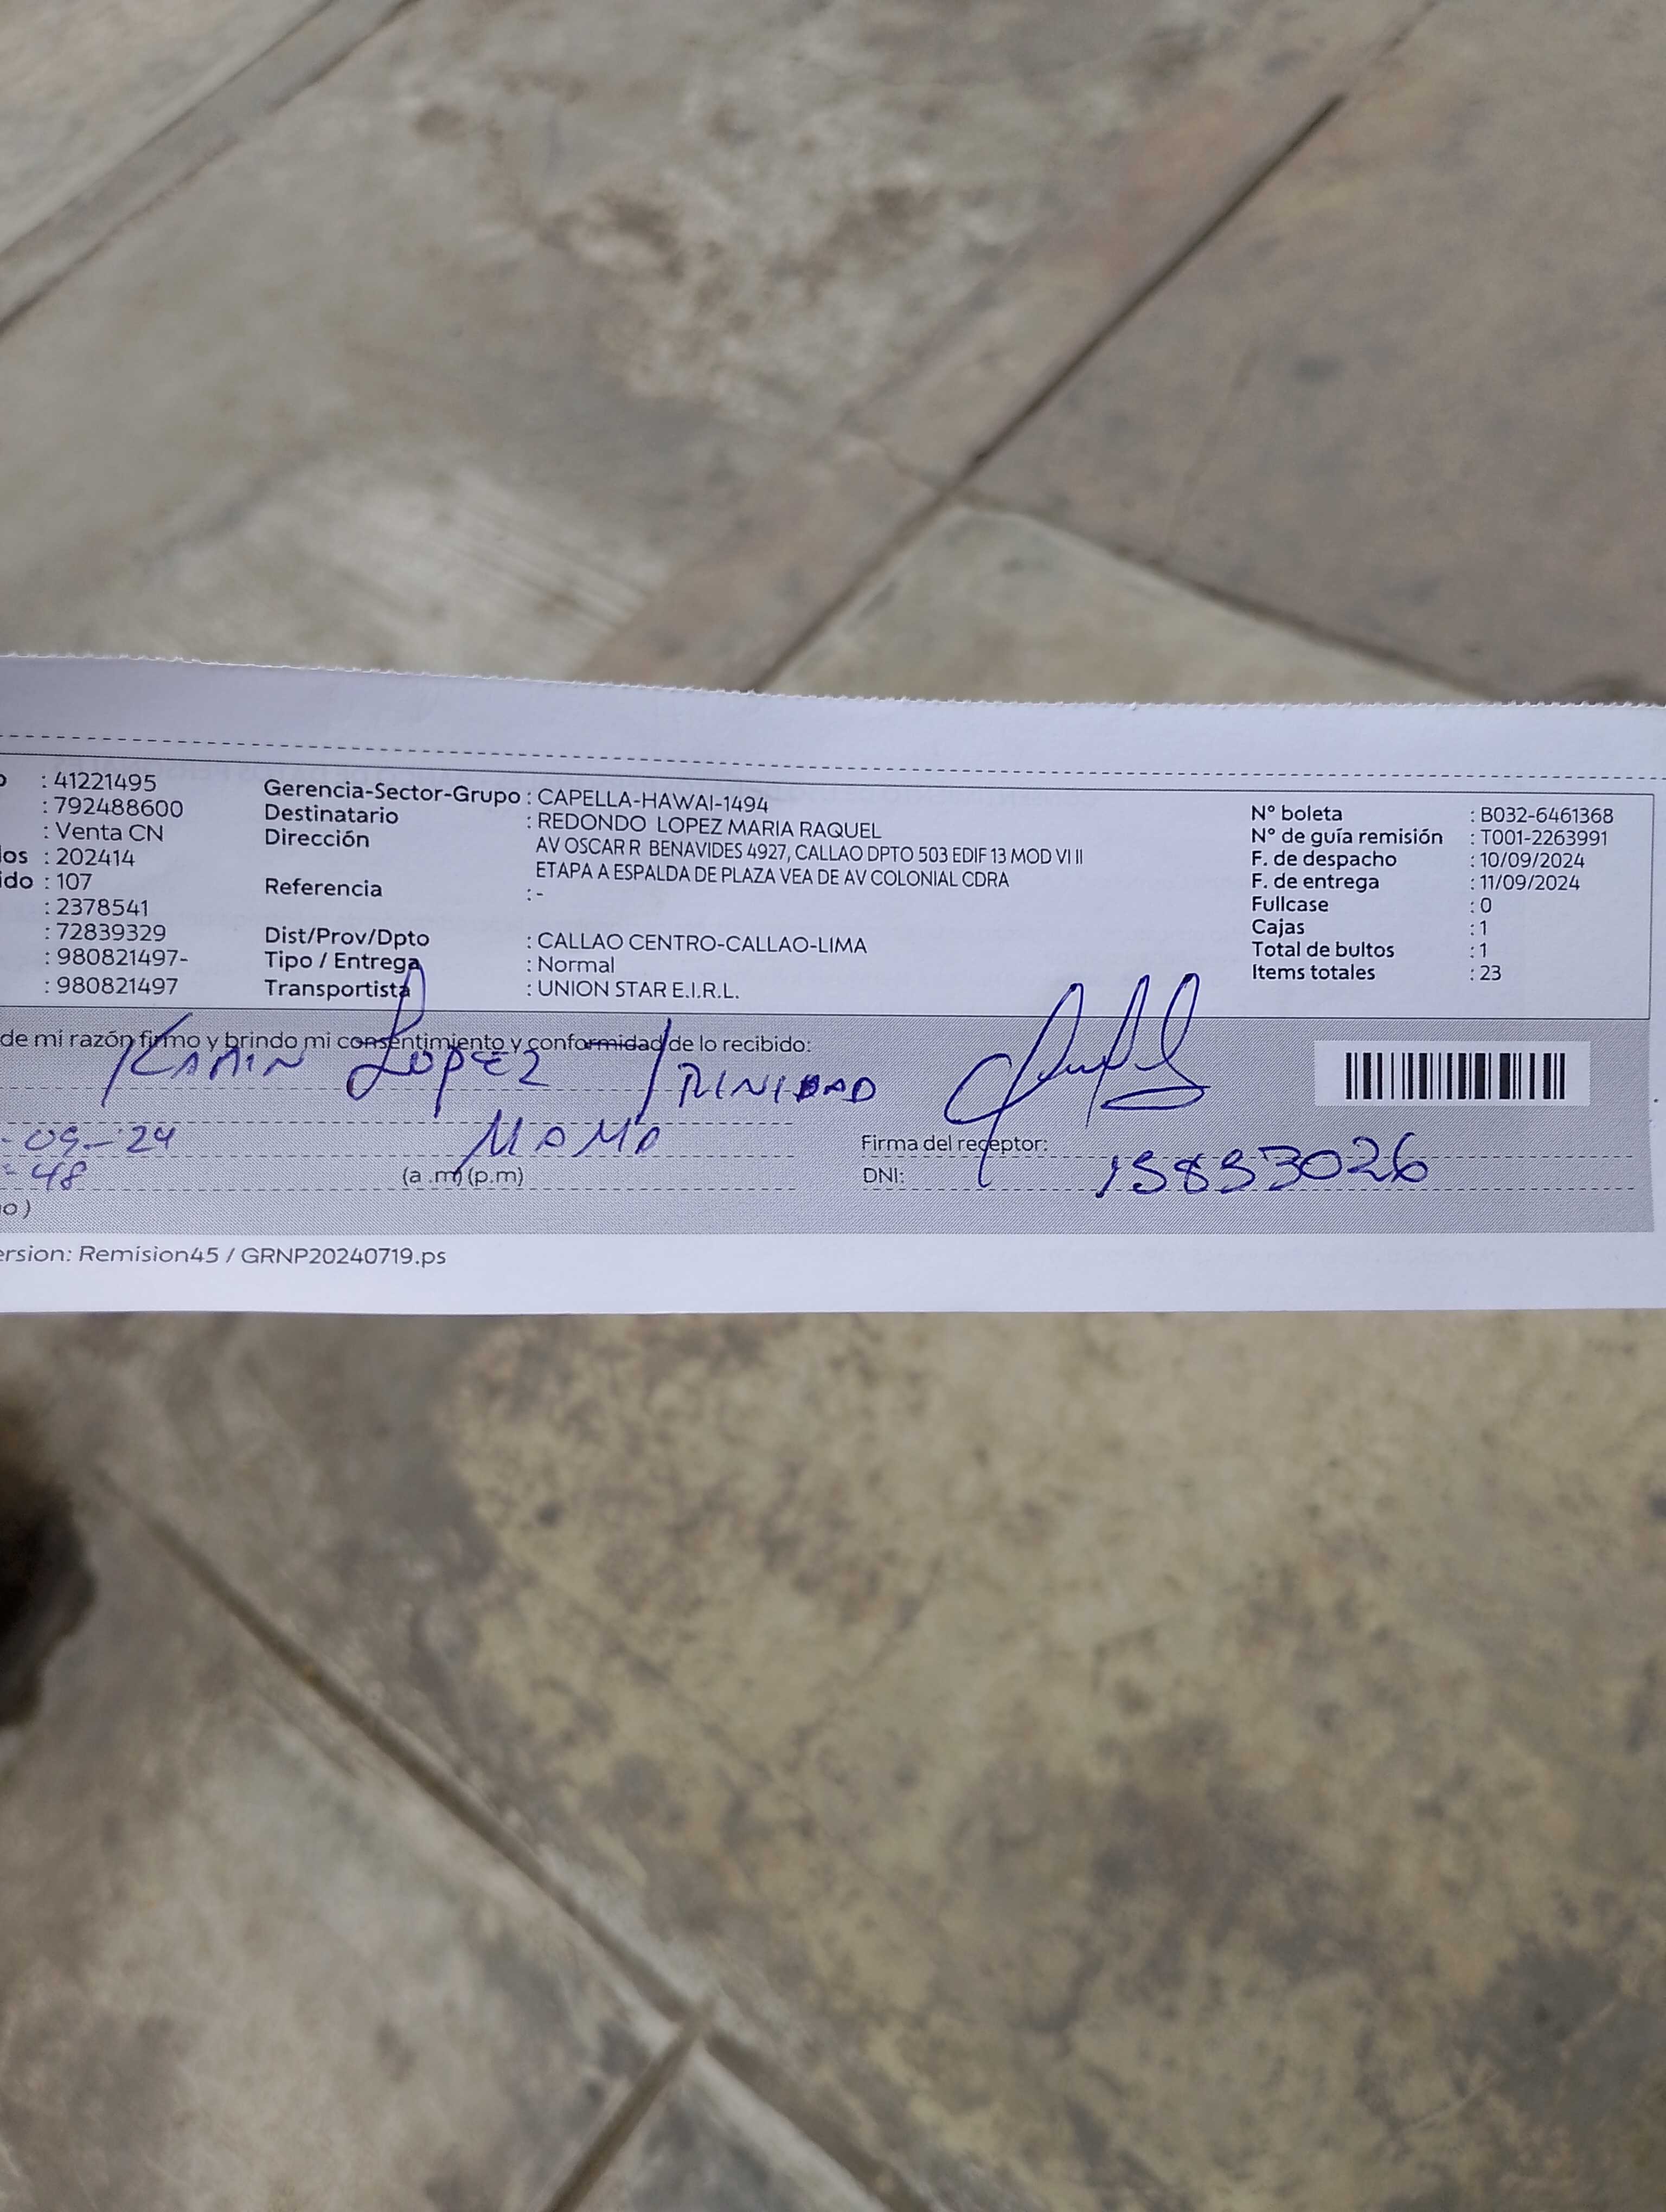 : 41221495
: 792488600
: Venta CN
os : 202414
ido : 107
: 2378541
: 72839329
: 980821497-
: 980821497
Gerencia-Sector-Grupo : CAPELLA-HAWAI-1494
Destinatario : REDONDO LOPEZ MARIA RAQUEL
Dirección AV OSCAR R BENAVIDES 4927, CALLAO DPTO 503 EDIF 13 MOD VI II
ETAPA A ESPALDA DE PLAZA VEA DE AV COLONIAL CDRA
Referencia : -
Dist/Prov/Dpto : CALLAO CENTRO-CALLAO-LIMA
Tipo / Entrega : Normal
Transportista : UNION STAR E.I.R.L.
N° boleta : B032-6461368
N° de guía remisión : T001-2263991
F. de despacho : 10/09/2024
F. de entrega : 11/09/2024
Fullcase : 0
Cajas : 1
Total de bultos : 1
Items totales : 23
de mi razón firmo y brindo mi consentimiento y conformidad de lo recibido:
LOPEZ TRINIDAD
- 09 - 24 MAMA
48 (a .m) (p.m)
Firma del receptor:
DNI: 15853026
o )
ersion: Remision45 / GRNP20240719.ps